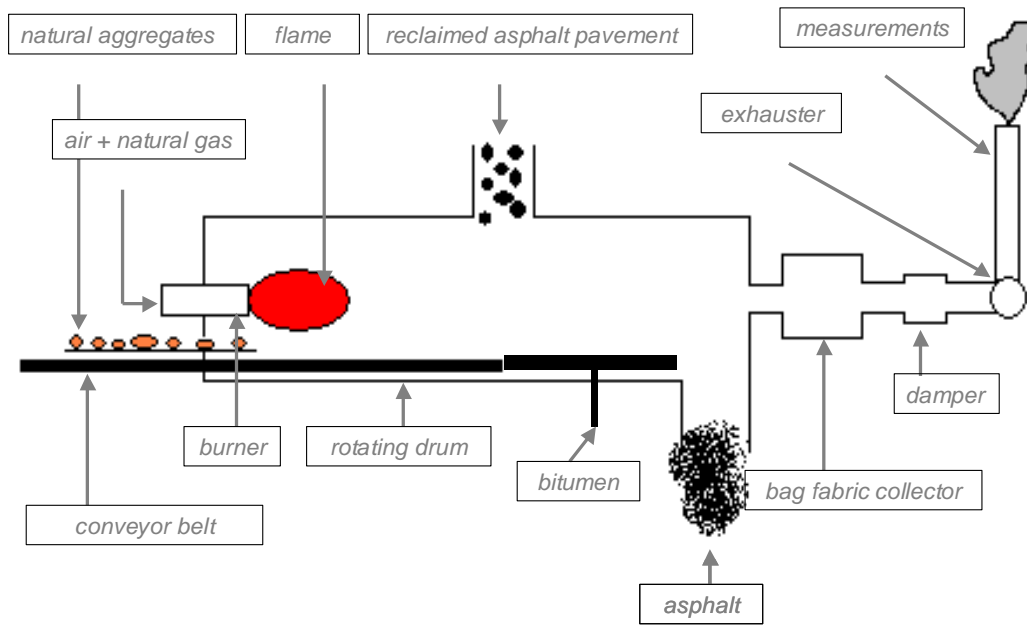 natural aggregates
flame
reclaimed asphalt pavement
measurements
exhauster
air + natural gas
damper
burner
rotating drum
bitumen
bag fabric collector
conveyor belt
asphalt